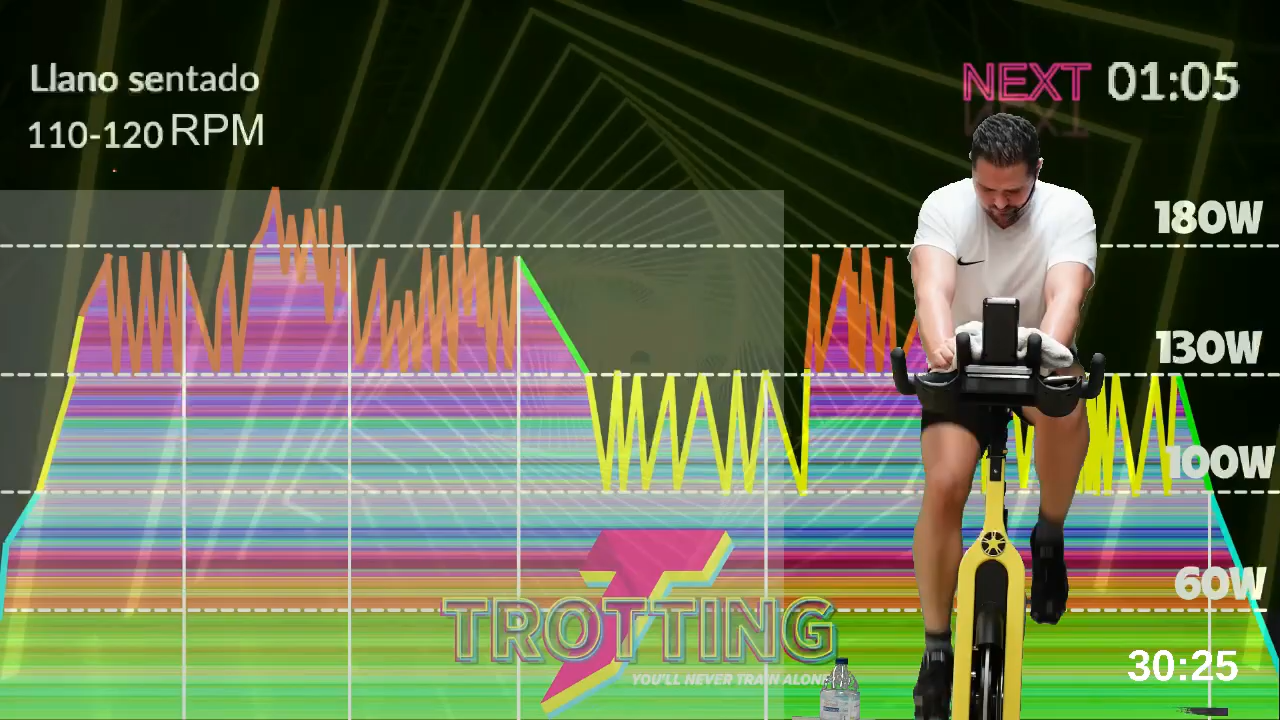 Llano sentado
110-120 RPM
NEXT 01:05
180W
130W
100W
60W
TROTTING
YOU'LL NEVER TRAIN ALONE
30:25